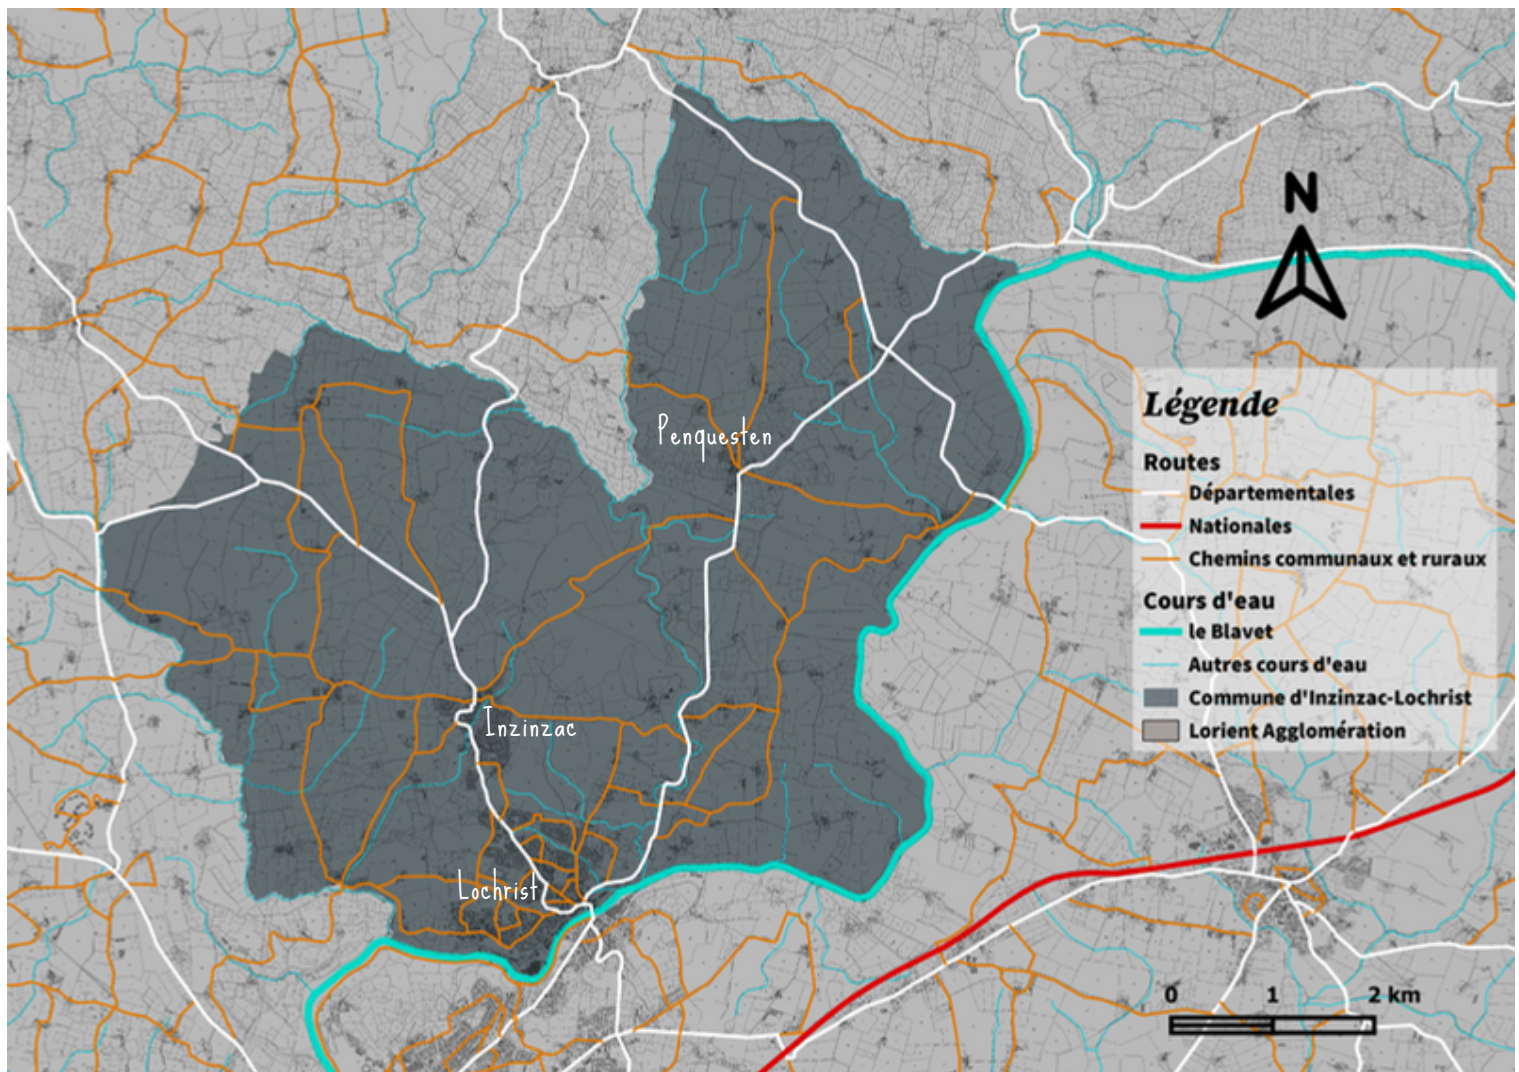 N
Penquesten
Inzinzac
Lochrist
Légende
Routes
Départementales
Nationales
Chemins communaux et ruraux
Cours d'eau
le Blavet
Autres cours d'eau
Commune d'Inzinzac-Lochrist
Lorient Agglomération
0 1 2 km